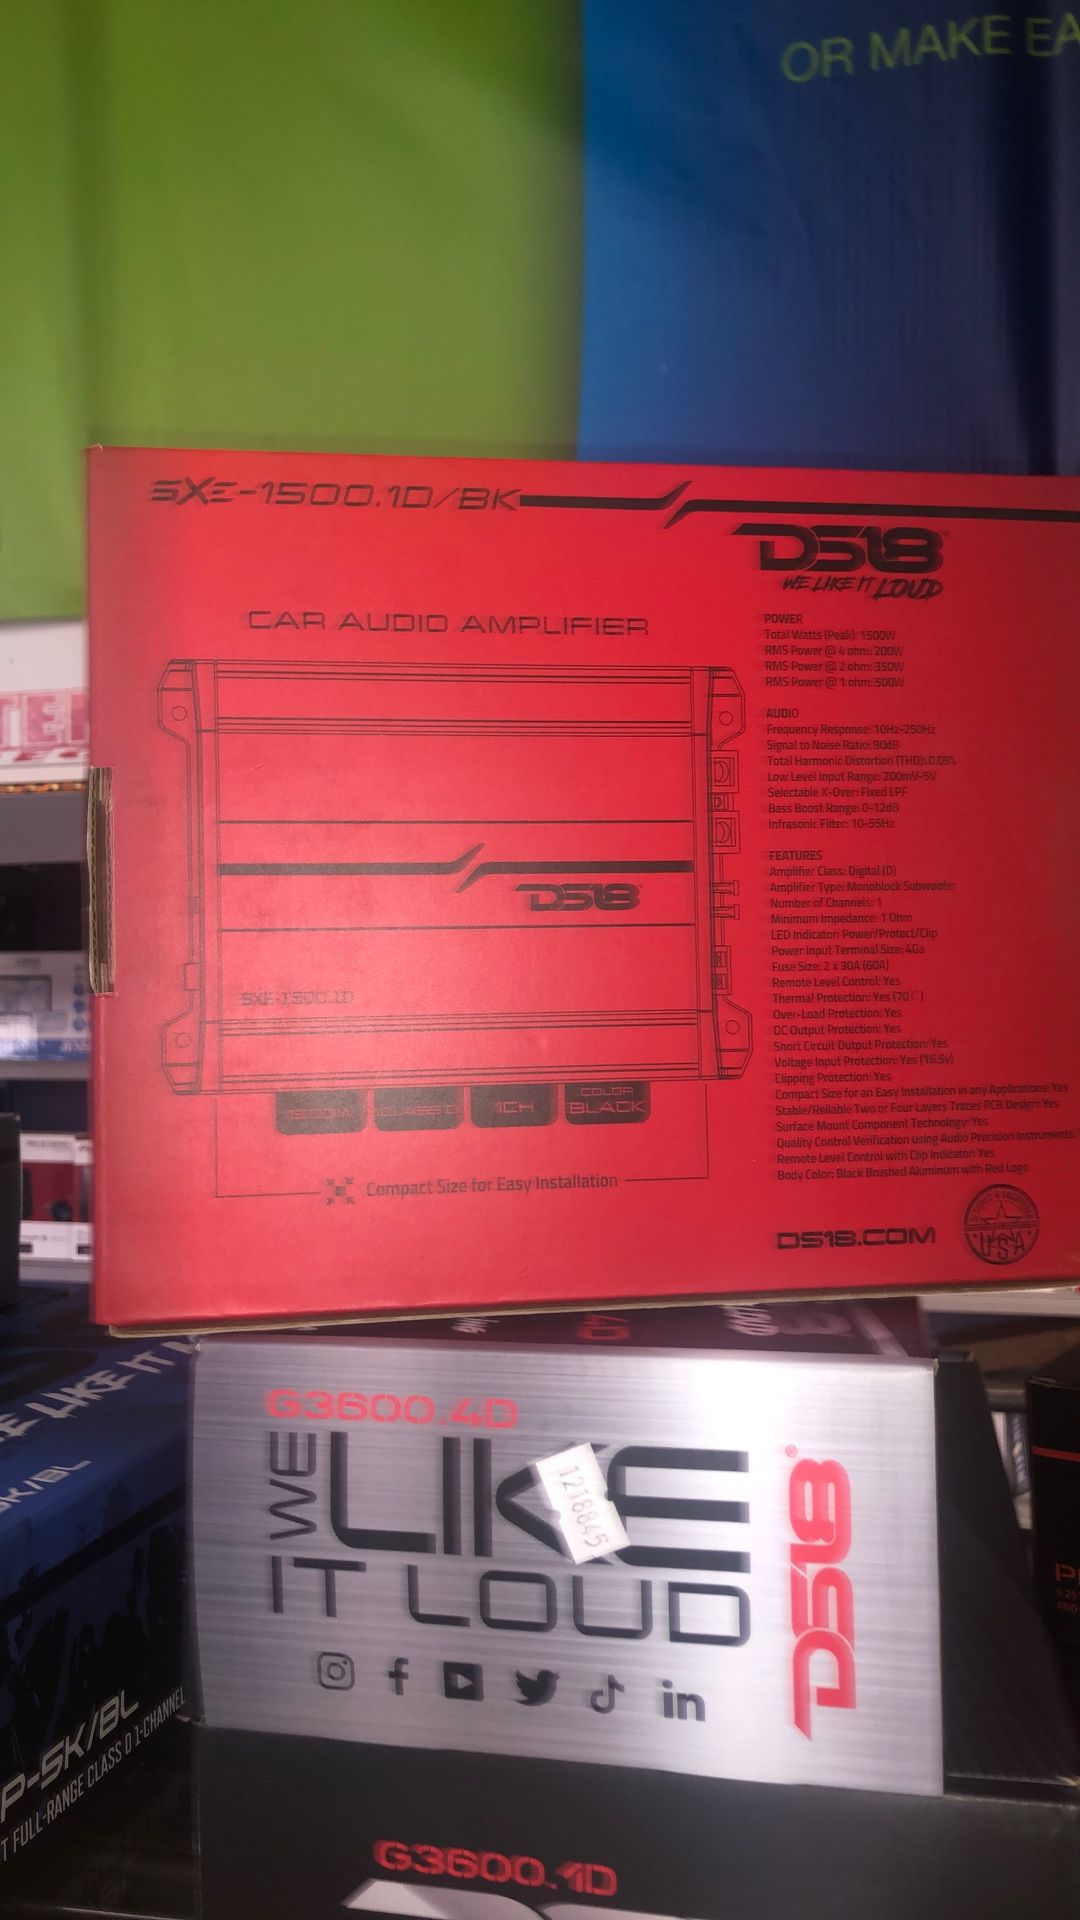 OR MAKE EA
SXE-1500.1D/BK
DS18
WE LIKE IT LOUD
CAR AUDIO AMPLIFIER
POWER
Total Watts (Peak): 1500W
RMS Power @ 4 ohm: 200W
RMS Power @ 2 ohm: 350W
RMS Power @ 1 ohm: 500W
AUDIO
Frequency Response: 10Hz-250Hz
Signal to Noise Ratio: 90dB
Total Harmonic Distortion (THD): 0.05%
Low Level Input Range: 200mV-5V
Selectable X-Over: Fixed LPF
Bass Boost Range: 0-12dB
Infrasonic Filter: 10-55Hz
FEATURES
Amplifier Class: Digital (D)
Amplifier Type: Monoblock Subwoofer
Number of Channels: 1
Minimum Impedance: 1 Ohm
LED Indicator: Power/Protect/Clip
Power Input Terminal Size: 4Ga
Fuse Size: 2 x 30A (60A)
Remote Level Control: Yes
Thermal Protection: Yes (70°C)
Over-Load Protection: Yes
DC Output Protection: Yes
Short Circuit Output Protection: Yes
Voltage Input Protection: Yes (16.5v)
Clipping Protection: Yes
Compact Size for an Easy Installation in any Applications: Yes
Stable/Reliable Two or Four Layers Traces PCB Design: Yes
Surface Mount Component Technology: Yes
Quality Control Verification using Audio Precision Instruments:
Remote Level Control with Clip Indicator: Yes
Body Color: Black Brushed Aluminum with Red Logo
DS18
SXE-1500.1D
CLASS D
1CH
COLOR
BLACK
Compact Size for Easy Installation
DS18.COM
USA
G3600.4D
WE
LIKE
IT LOUD
1218845
DS18
in
P-5K/BL
T FULL-RANGE CLASS D 1-CHANNEL
G3600.1D